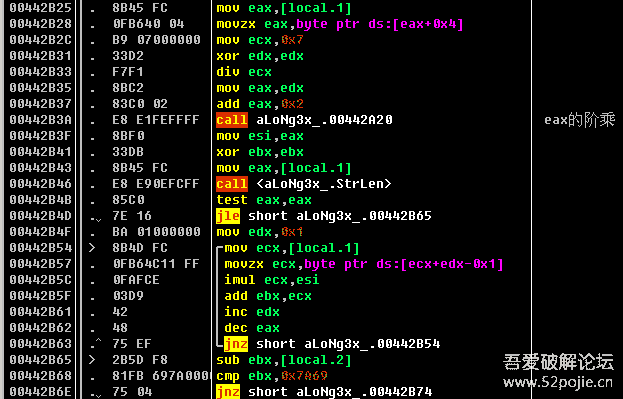 00442B25 . 8B45 FC mov eax,[local.1]
00442B28 . 0FB640 04 movzx eax,byte ptr ds:[eax+0x4]
00442B2C . B9 07000000 mov ecx,0x7
00442B31 . 33D2 xor edx,edx
00442B33 . F7F1 div ecx
00442B35 . 8BC2 mov eax,edx
00442B37 . 83C0 02 add eax,0x2
00442B3A . E8 E1FEFFFF call aLoNg3x_.00442A20 eax的阶乘
00442B3F . 8BF0 mov esi,eax
00442B41 . 33DB xor ebx,ebx
00442B43 . 8B45 FC mov eax,[local.1]
00442B46 . E8 E90EFCFF call <aLoNg3x_.StrLen>
00442B4B . 85C0 test eax,eax
00442B4D . 7E 16 jle short aLoNg3x_.00442B65
00442B4F . BA 01000000 mov edx,0x1
00442B54 > 8B4D FC mov ecx,[local.1]
00442B57 . 0FB64C11 FF movzx ecx,byte ptr ds:[ecx+edx-0x1]
00442B5C . 0FAFCE imul ecx,esi
00442B5F . 03D9 add ebx,ecx
00442B61 . 42 inc edx
00442B62 . 48 dec eax
00442B63 .^ 75 EF jnz short aLoNg3x_.00442B54
00442B65 > 2B5D F8 sub ebx,[local.2]
00442B68 . 81FB 697A000 cmp ebx,0x7A69
00442B6E . 75 04 jnz short aLoNg3x_.00442B74
吾爱破解论坛
www.52pojie.cn